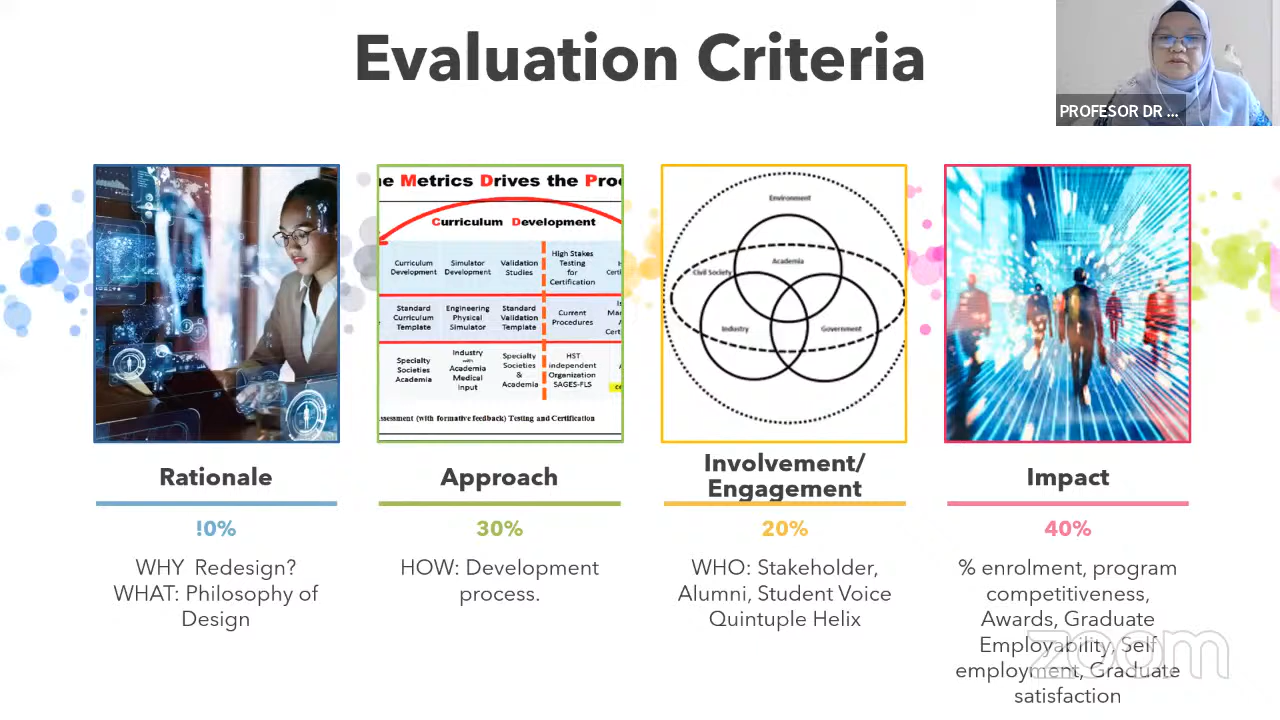 Evaluation Criteria
PROFESOR DR ...
ne Metrics Drives the Pro
Curriculum Development
Curriculum Development
Simulator Development
Validation Studies
High Stakes Testing for Certification
Standard Curriculum Template
Engineering Physical Simulator
Standard Validation Template
Current Procedures
Specialty Societies Academia
Industry with Academia Medical Input
Specialty Societies & Academia
HST independent Organization SAGES-FLS
ssessment (with formative feedback) Testing and Certification
Environment
Academia
Civil Society
Industry
Government
Rationale
!0%
WHY Redesign?
WHAT: Philosophy of
Design
Approach
30%
HOW: Development
process.
Involvement/
Engagement
20%
WHO: Stakeholder,
Alumni, Student Voice
Quintuple Helix
Impact
40%
% enrolment, program
competitiveness,
Awards, Graduate
Employability, Self
employment, Graduate
satisfaction
zoom